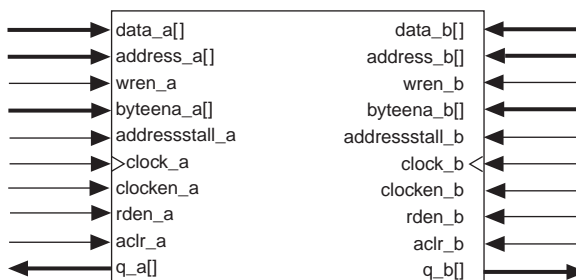 data_a[]
address_a[]
wren_a
byteena_a[]
addressstall_a
clock_a
clocken_a
rden_a
aclr_a
q_a[]
data_b[]
address_b[]
wren_b
byteena_b[]
addressstall_b
clock_b
clocken_b
rden_b
aclr_b
q_b[]